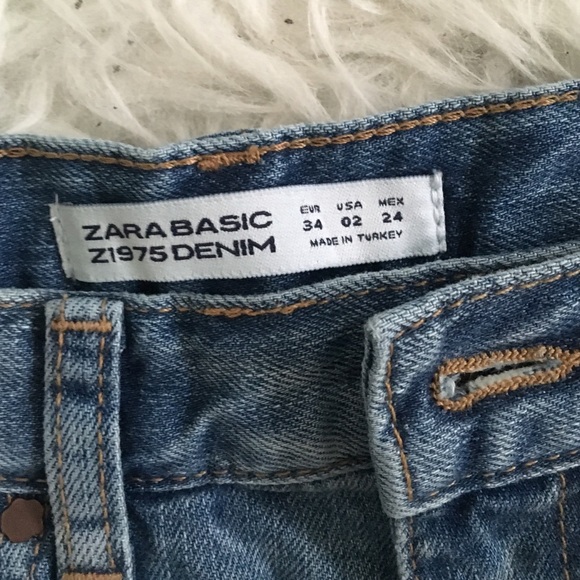 ZARA BASIC
Z1975 DENIM
EUR USA MEX
34 02 24
MADE IN TURKEY